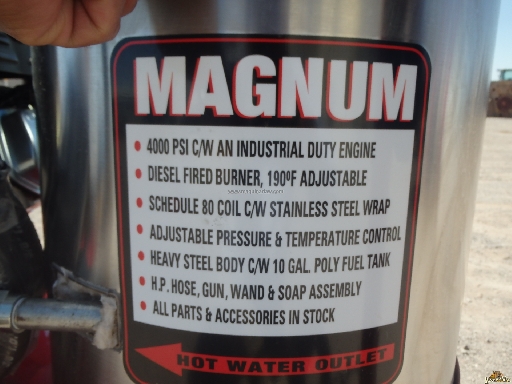 MAGNUM
• 4000 PSI C/W AN INDUSTRIAL DUTY ENGINE
• DIESEL FIRED BURNER, 190ºF ADJUSTABLE
• SCHEDULE 80 COIL C/W STAINLESS STEEL WRAP
• ADJUSTABLE PRESSURE & TEMPERATURE CONTROL
• HEAVY STEEL BODY C/W 10 GAL. POLY FUEL TANK
• H.P. HOSE, GUN, WAND & SOAP ASSEMBLY
• ALL PARTS & ACCESSORIES IN STOCK
HOT WATER OUTLET